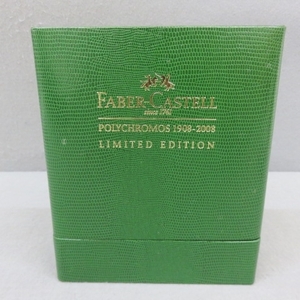 FABER-CASTELL
since 1761
POLYCHROMOS 1908-2008
LIMITED EDITION